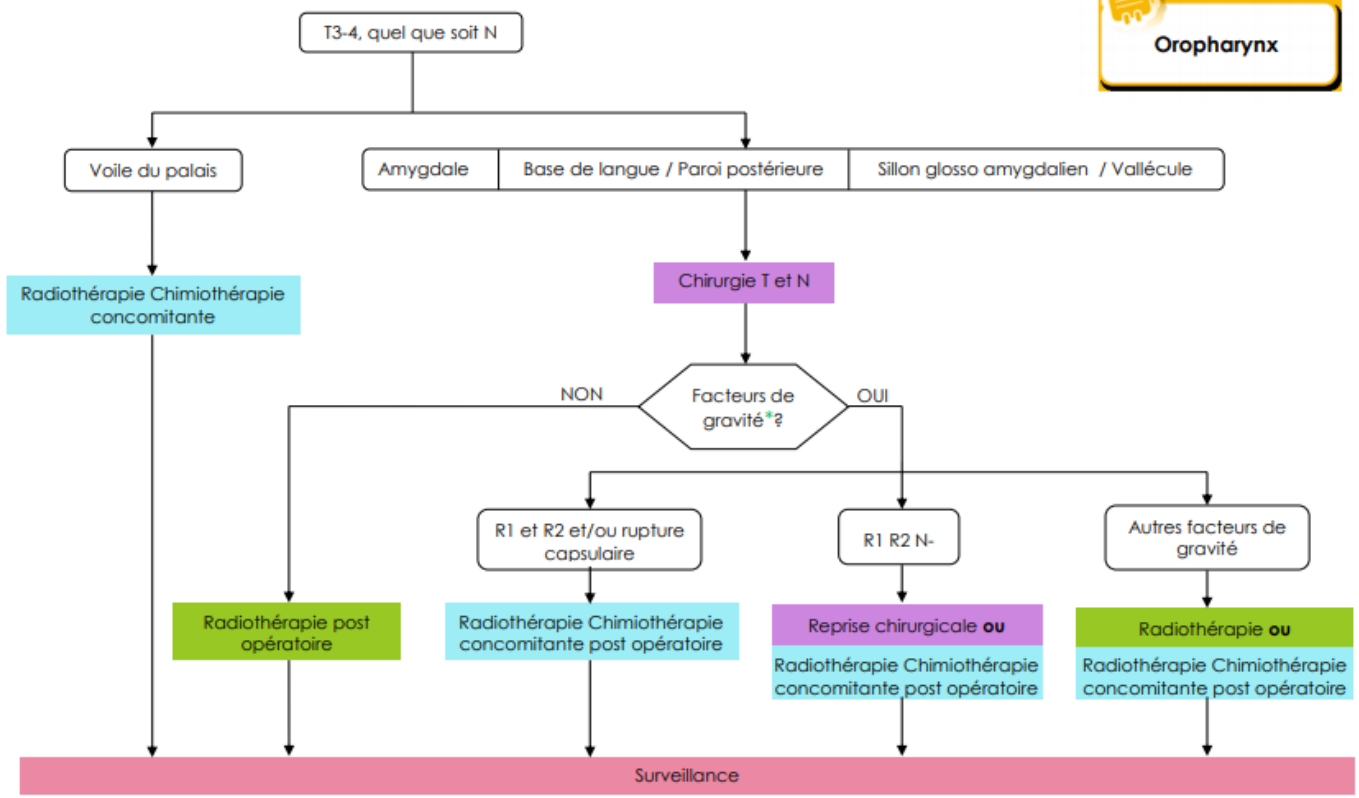 T3-4, quel que soit N
Oropharynx
Voile du palais
Amygdale
Base de langue / Paroi postérieure
Sillon glosso amygdalien / Vallécule
Radiothérapie Chimiothérapie
concomitante
Chirurgie T et N
NON
Facteurs de
gravité*?
OUI
R1 et R2 et/ou rupture
capsulaire
R1 R2 N-
Autres facteurs de
gravité
Radiothérapie post
opératoire
Radiothérapie Chimiothérapie
concomitante post opératoire
Reprise chirurgicale ou
Radiothérapie Chimiothérapie
concomitante post opératoire
Radiothérapie ou
Radiothérapie Chimiothérapie
concomitante post opératoire
Surveillance